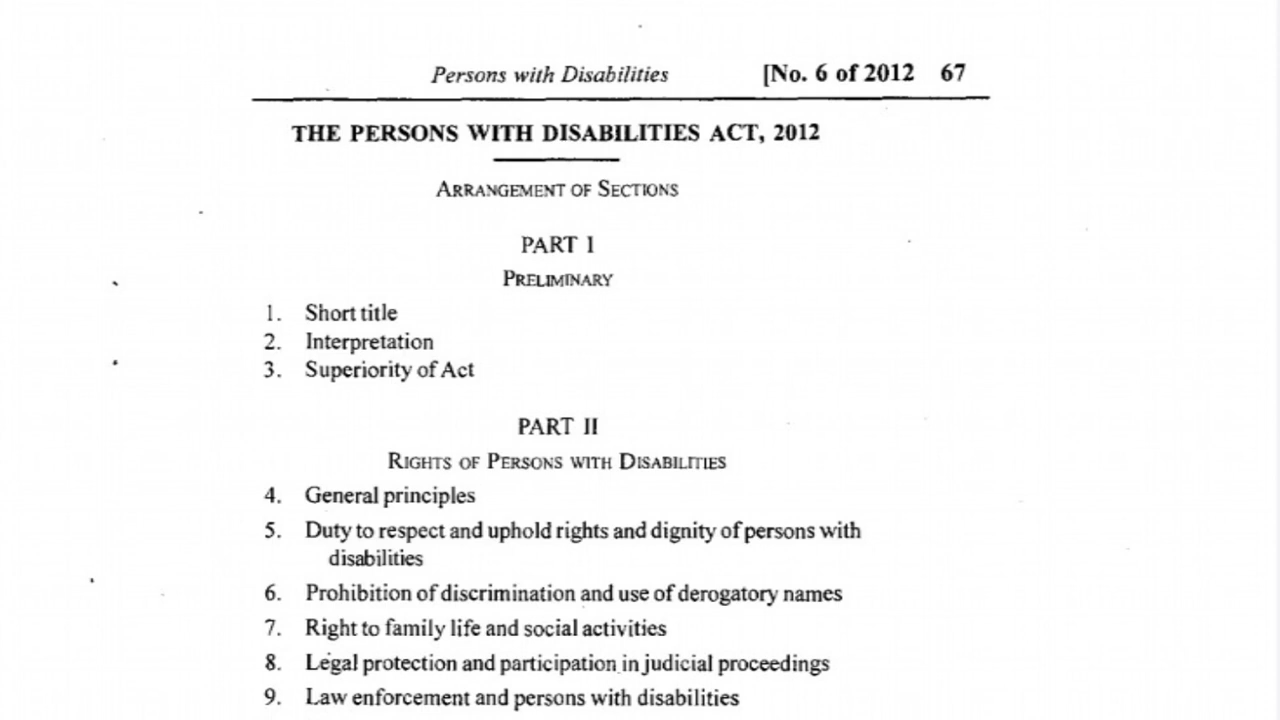 Persons with Disabilities [No. 6 of 2012 67
THE PERSONS WITH DISABILITIES ACT, 2012
ARRANGEMENT OF SECTIONS
PART I
PRELIMINARY
1. Short title
2. Interpretation
3. Superiority of Act
PART II
RIGHTS OF PERSONS WITH DISABILITIES
4. General principles
5. Duty to respect and uphold rights and dignity of persons with
disabilities
6. Prohibition of discrimination and use of derogatory names
7. Right to family life and social activities
8. Legal protection and participation in judicial proceedings
9. Law enforcement and persons with disabilities